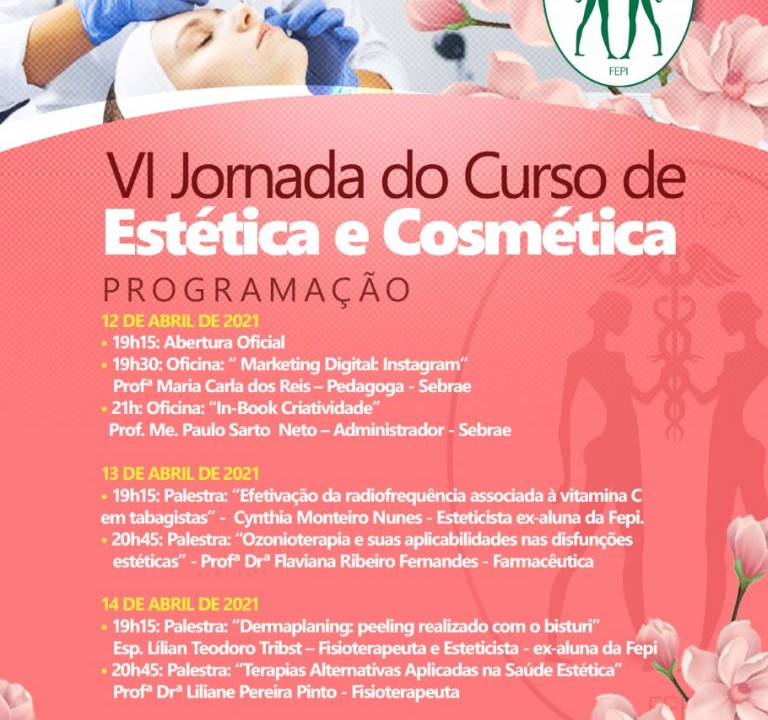 FEPI
VI Jornada do Curso de
Estética e Cosmética
PROGRAMAÇÃO
12 DE ABRIL DE 2021
• 19h15: Abertura Oficial
• 19h30: Oficina: “ Marketing Digital: Instagram”
Profª Maria Carla dos Reis – Pedagoga - Sebrae
• 21h: Oficina: “In-Book Criatividade”
Prof. Me. Paulo Sarto Neto – Administrador - Sebrae
13 DE ABRIL DE 2021
• 19h15: Palestra: “Efetivação da radiofrequência associada à vitamina C
em tabagistas” - Cynthia Monteiro Nunes - Esteticista ex-aluna da Fepi.
• 20h45: Palestra: “Ozonioterapia e suas aplicabilidades nas disfunções
estéticas” - Profª Drª Flaviana Ribeiro Fernandes - Farmacêutica
14 DE ABRIL DE 2021
• 19h15: Palestra: “Dermaplaning: peeling realizado com o bisturi”
Esp. Lílian Teodoro Tribst – Fisioterapeuta e Esteticista - ex-aluna da Fepi
• 20h45: Palestra: “Terapias Alternativas Aplicadas na Saúde Estética”
Profª Drª Liliane Pereira Pinto - Fisioterapeuta